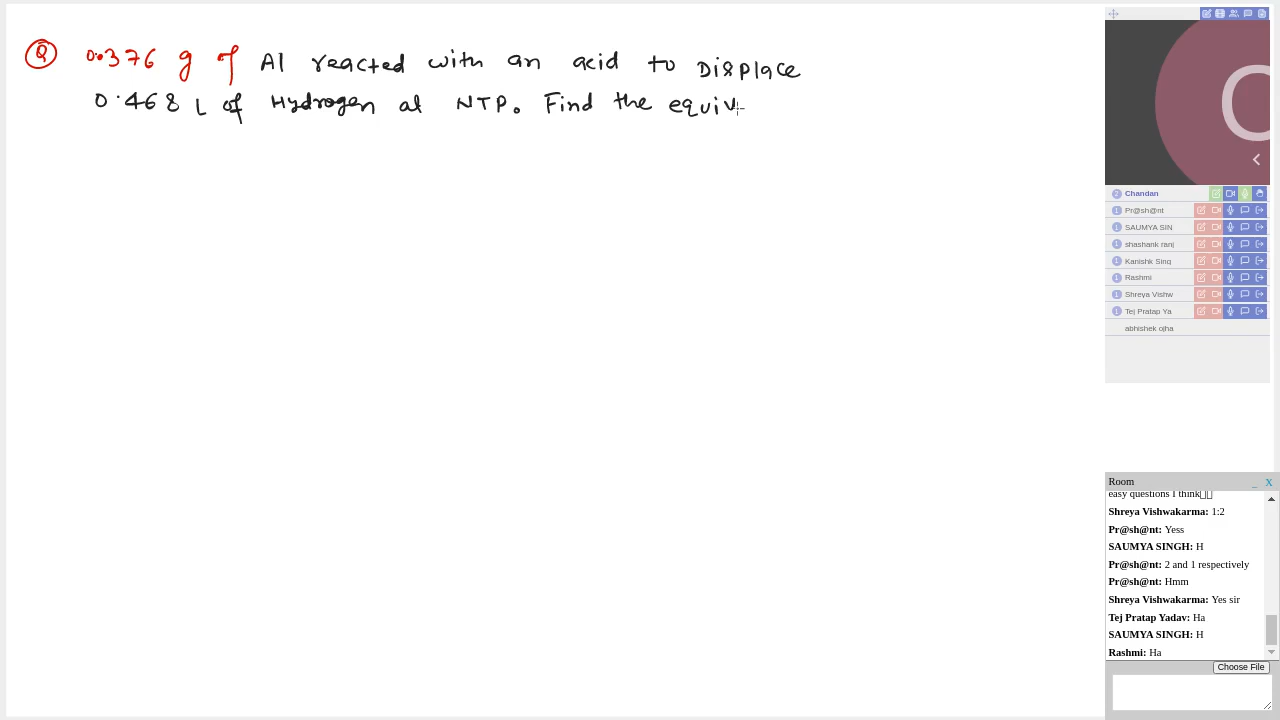 Q 0.376 g of Al reacted with an acid to Displace
0.468 L of Hydrogen at NTP. Find the equiv
Chandan
Pr@sh@nt
SAUMYA SIN
shashank ranj
Kanishk Sing
Rashmi
Shreya Vishw
Tej Pratap Ya
abhishek ojha
Room _ X
easy questions I think
Shreya Vishwakarma: 1:2
Pr@sh@nt: Yess
SAUMYA SINGH: H
Pr@sh@nt: 2 and 1 respectively
Pr@sh@nt: Hmm
Shreya Vishwakarma: Yes sir
Tej Pratap Yadav: Ha
SAUMYA SINGH: H
Rashmi: Ha
Choose File